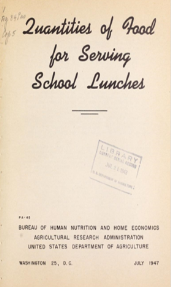 Quantities of Food
for Serving
School Lunches
LIBRARY
BUREAU OF HUMAN NUTRITION AND HOME ECONOMICS
AGRICULTURAL RESEARCH ADMINISTRATION
UNITED STATES DEPARTMENT OF AGRICULTURE
WASHINGTON 25, D. C. JULY 1947